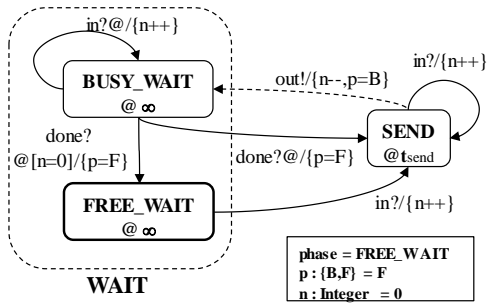 in?@/{n++}
in?/{n++}
BUSY_WAIT
@ ∞
out!/{n--,p=B}
SEND
@tsend
done?
@[n=0]/{p=F}
done?@/{p=F}
FREE_WAIT
@ ∞
in?/{n++}
WAIT
phase = FREE_WAIT
p : {B,F} = F
n : Integer = 0